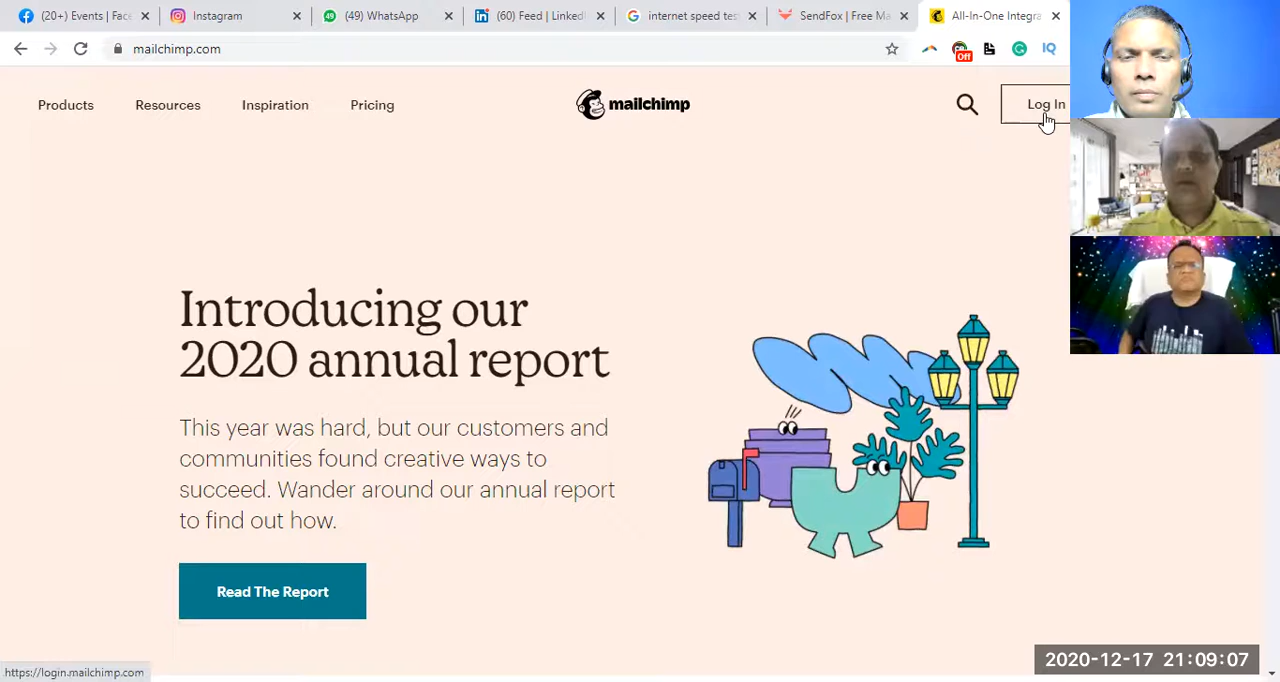 (20+) Events | Fac
Instagram
(49) WhatsApp
(60) Feed | Linked
internet speed tes
SendFox | Free Ma
All-In-One Integra
mailchimp.com
Off
IQ
Products
Resources
Inspiration
Pricing
mailchimp
Log In
Introducing our
2020 annual report
This year was hard, but our customers and
communities found creative ways to
succeed. Wander around our annual report
to find out how.
Read The Report
https://login.mailchimp.com
2020-12-17 21:09:07